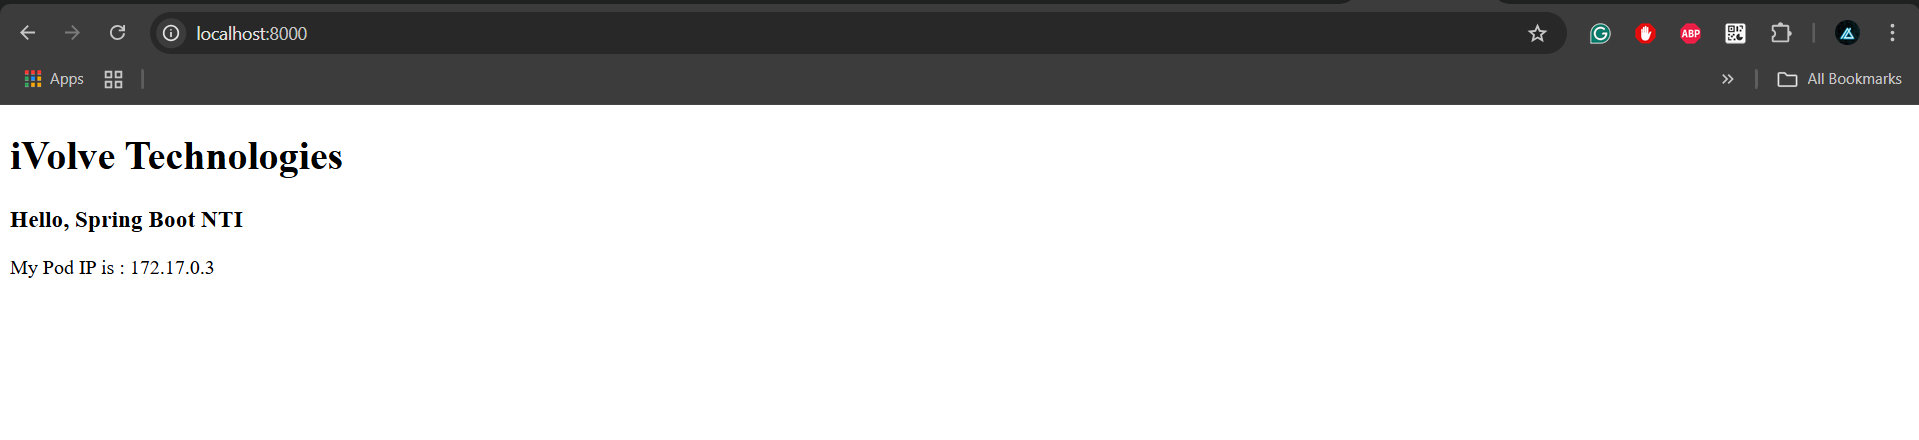 localhost:8000
ABP
Apps
All Bookmarks
iVolve Technologies
Hello, Spring Boot NTI
My Pod IP is : 172.17.0.3